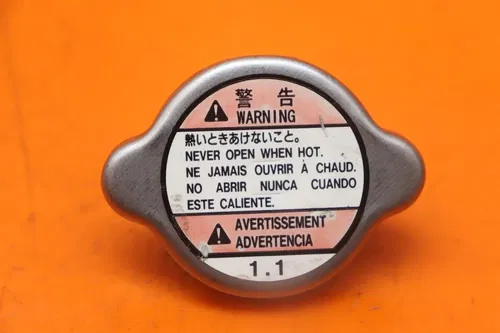 警告
WARNING
熱いときあけないこと。
NEVER OPEN WHEN HOT.
NE JAMAIS OUVRIR À CHAUD.
NO ABRIR NUNCA CUANDO
ESTE CALIENTE.
AVERTISSEMENT
ADVERTENCIA
1.1